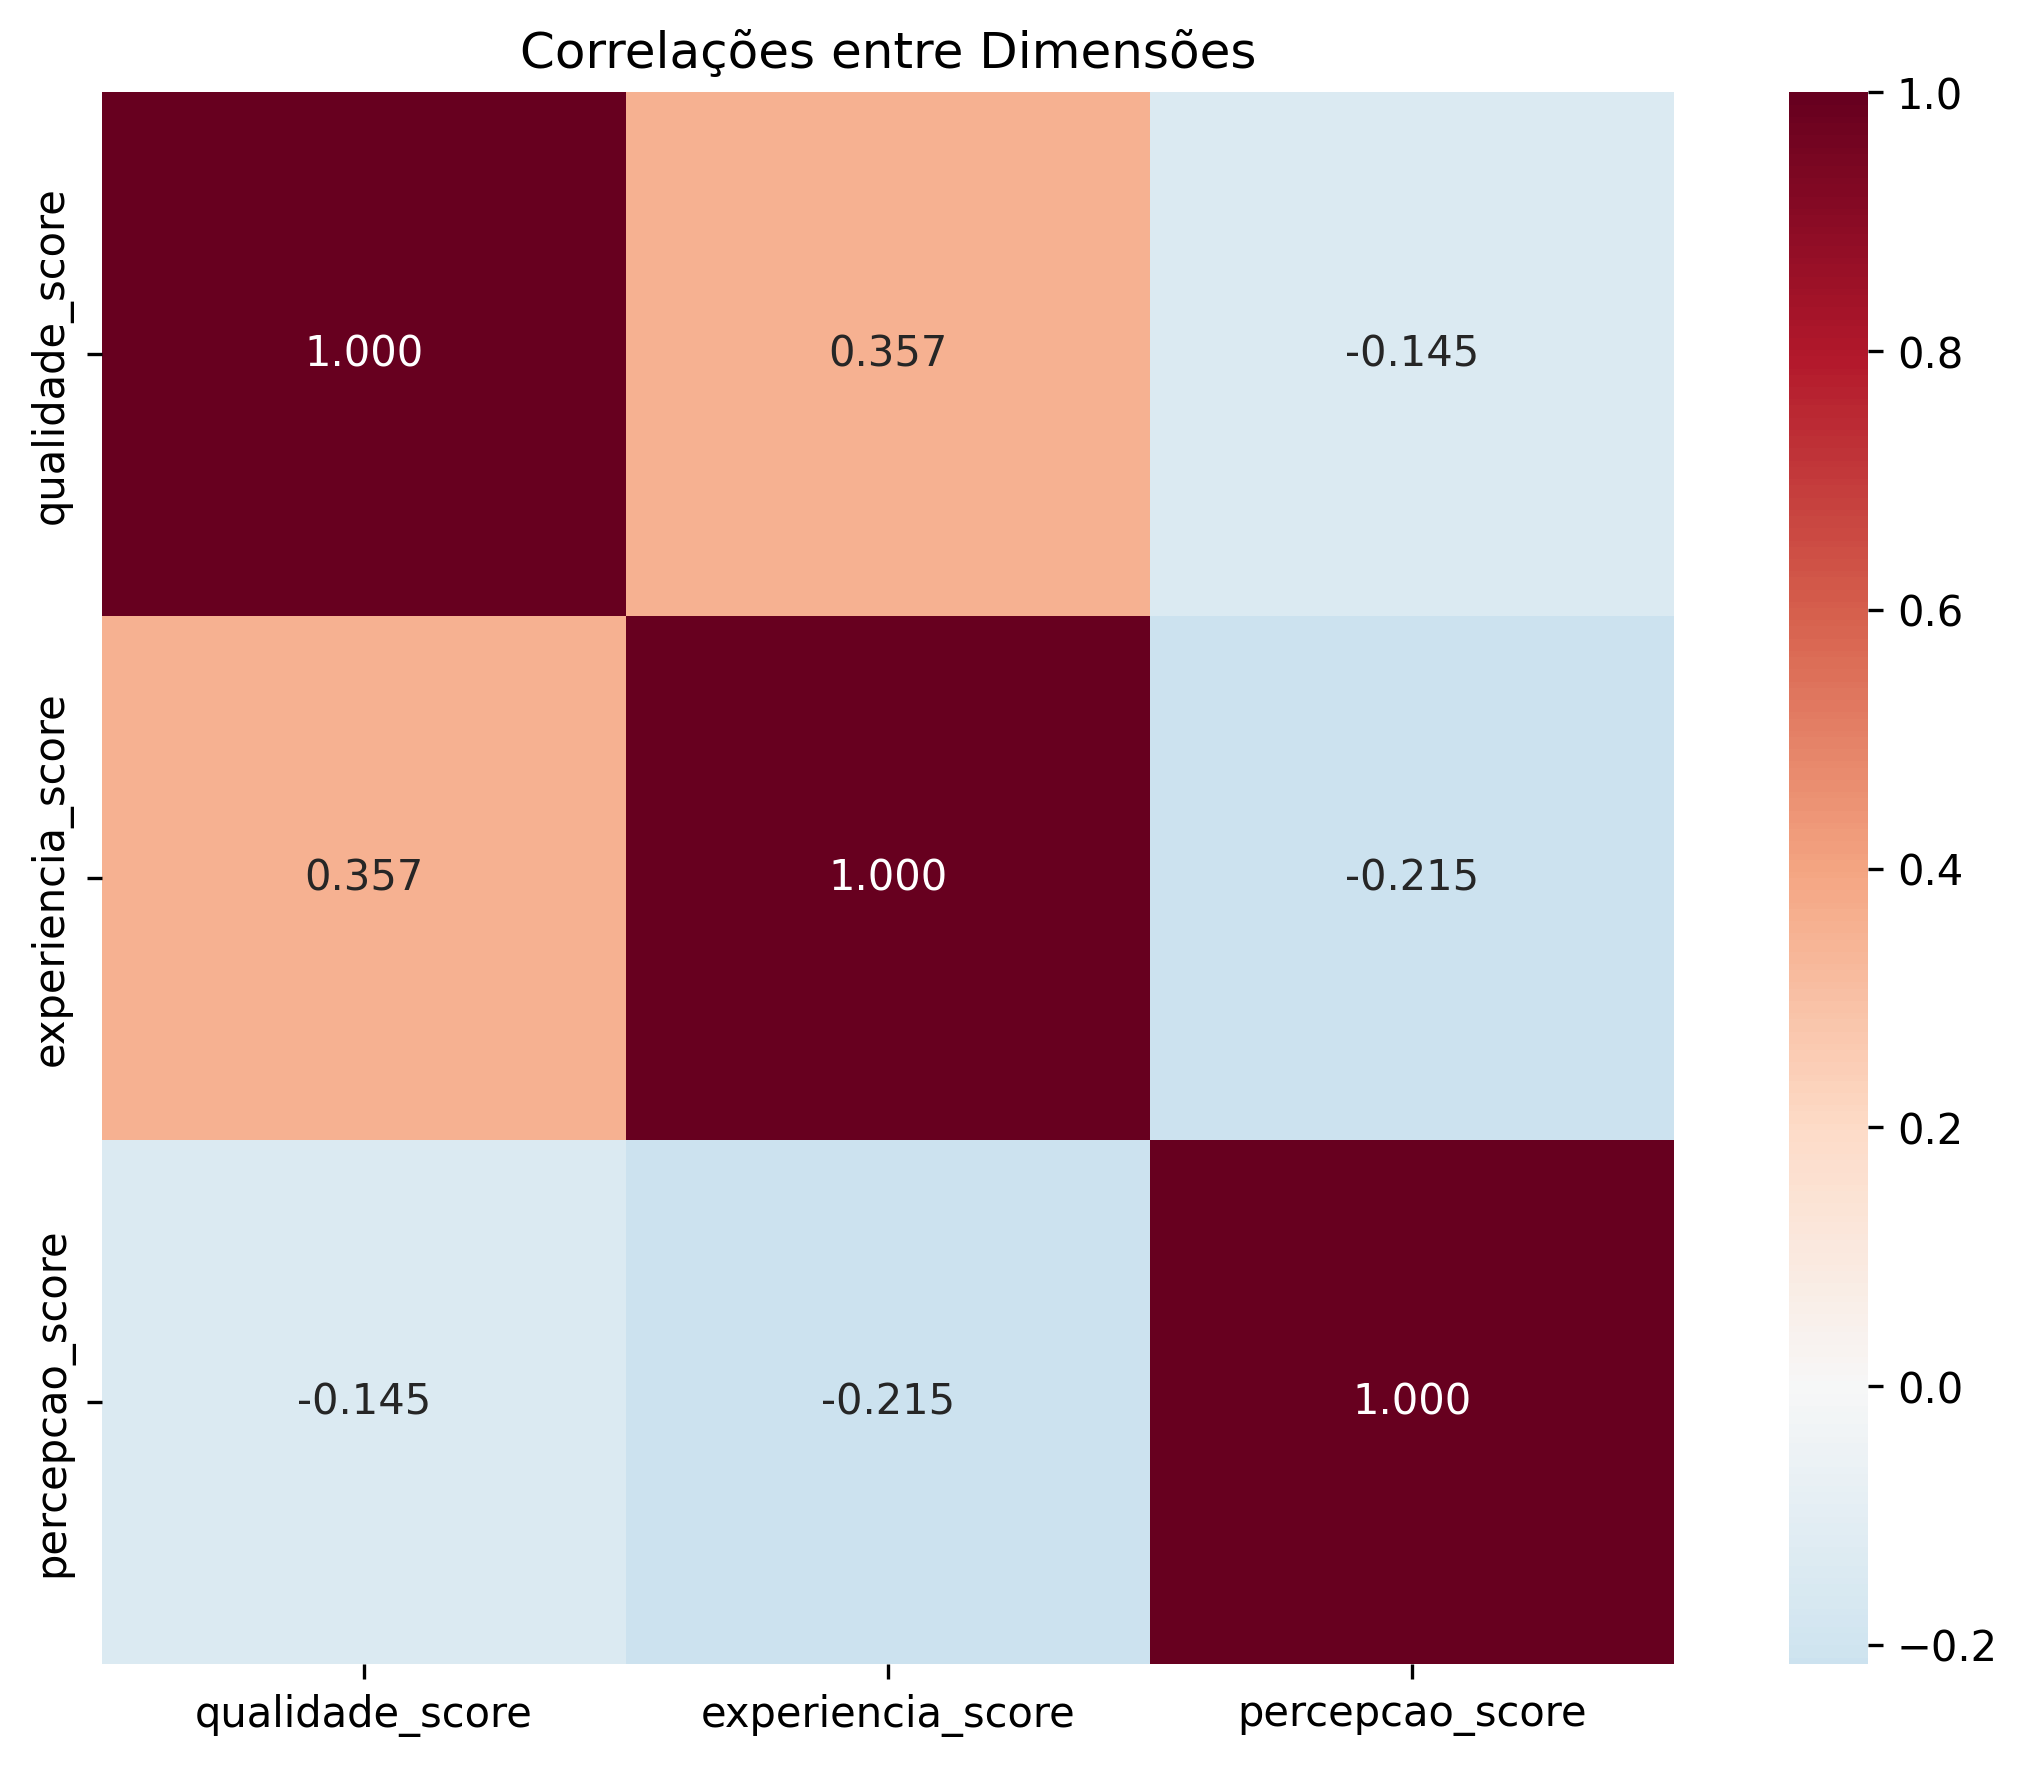 Correlações entre Dimensões
qualidade_score
1.000
0.357
-0.145
experiencia_score
0.357
1.000
-0.215
percepcao_score
-0.145
-0.215
1.000
qualidade_score
experiencia_score
percepcao_score
1.0
0.8
0.6
0.4
0.2
0.0
−0.2